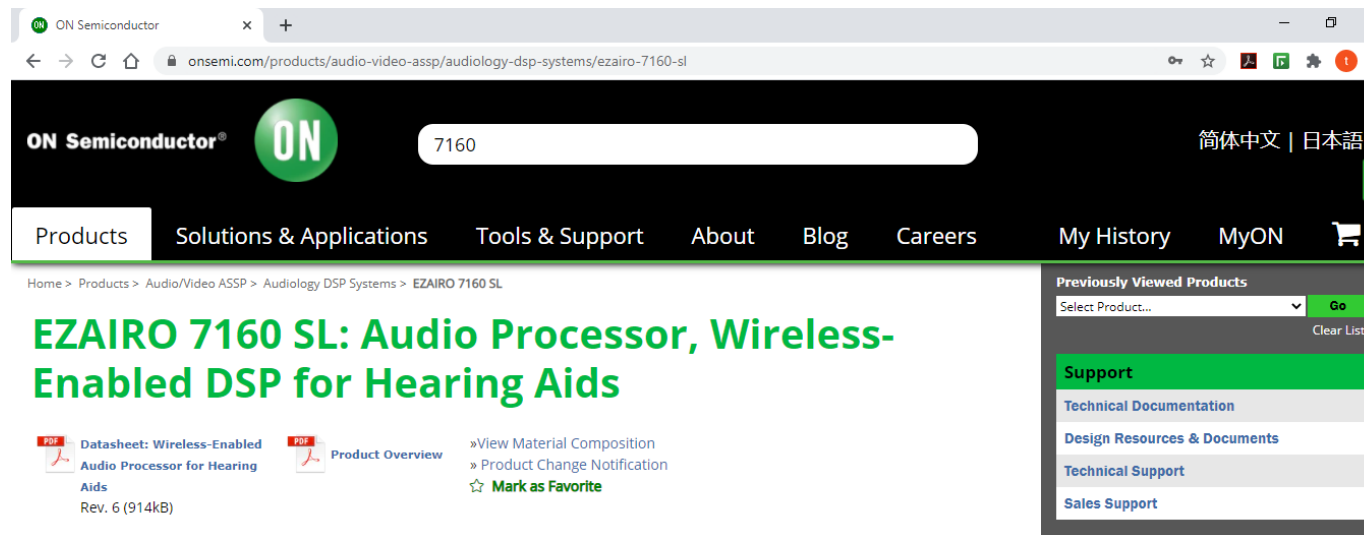 ON Semiconductor
onsemi.com/products/audio-video-assp/audiology-dsp-systems/ezairo-7160-sl
ON Semiconductor®
ON
7160
简体中文 | 日本語
Products
Solutions & Applications
Tools & Support
About
Blog
Careers
My History
MyON
Home > Products > Audio/Video ASSP > Audiology DSP Systems > EZAIRO 7160 SL
EZAIRO 7160 SL: Audio Processor, Wireless-
Enabled DSP for Hearing Aids
PDF
Datasheet: Wireless-Enabled
Audio Processor for Hearing
Aids
Rev. 6 (914kB)
PDF
Product Overview
»View Material Composition
» Product Change Notification
☆ Mark as Favorite
Previously Viewed Products
Select Product...
Go
Clear List
Support
Technical Documentation
Design Resources & Documents
Technical Support
Sales Support